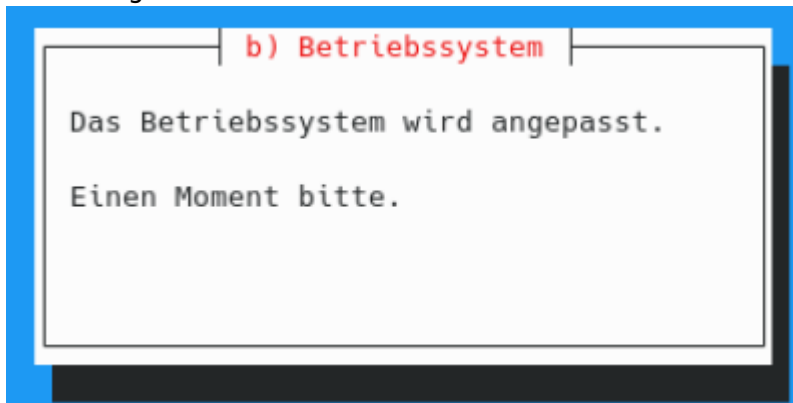 b) Betriebssystem
Das Betriebssystem wird angepasst.
Einen Moment bitte.